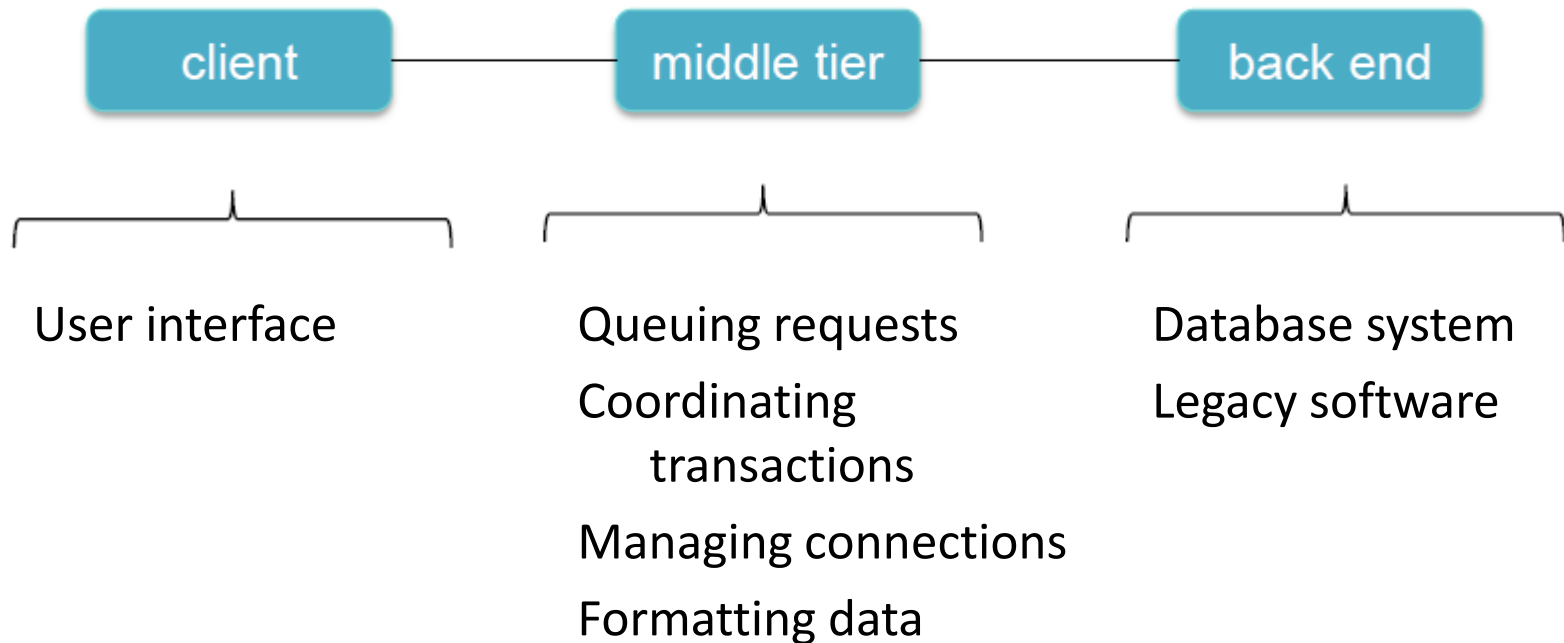 client
middle tier
back end
User interface
Queuing requests
Coordinating
transactions
Managing connections
Formatting data
Database system
Legacy software